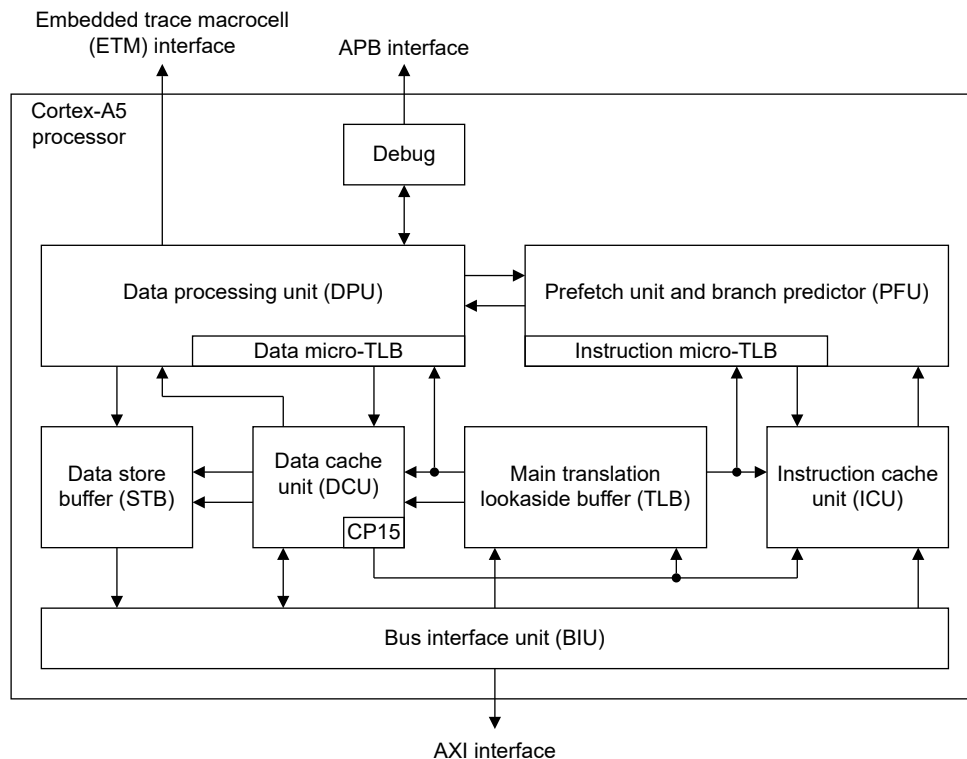 Embedded trace macrocell
(ETM) interface
APB interface
Cortex-A5
processor
Debug
Data processing unit (DPU)
Prefetch unit and branch predictor (PFU)
Data micro-TLB
Instruction micro-TLB
Data store
buffer (STB)
Data cache
unit (DCU)
CP15
Main translation
lookaside buffer (TLB)
Instruction cache
unit (ICU)
Bus interface unit (BIU)
AXI interface